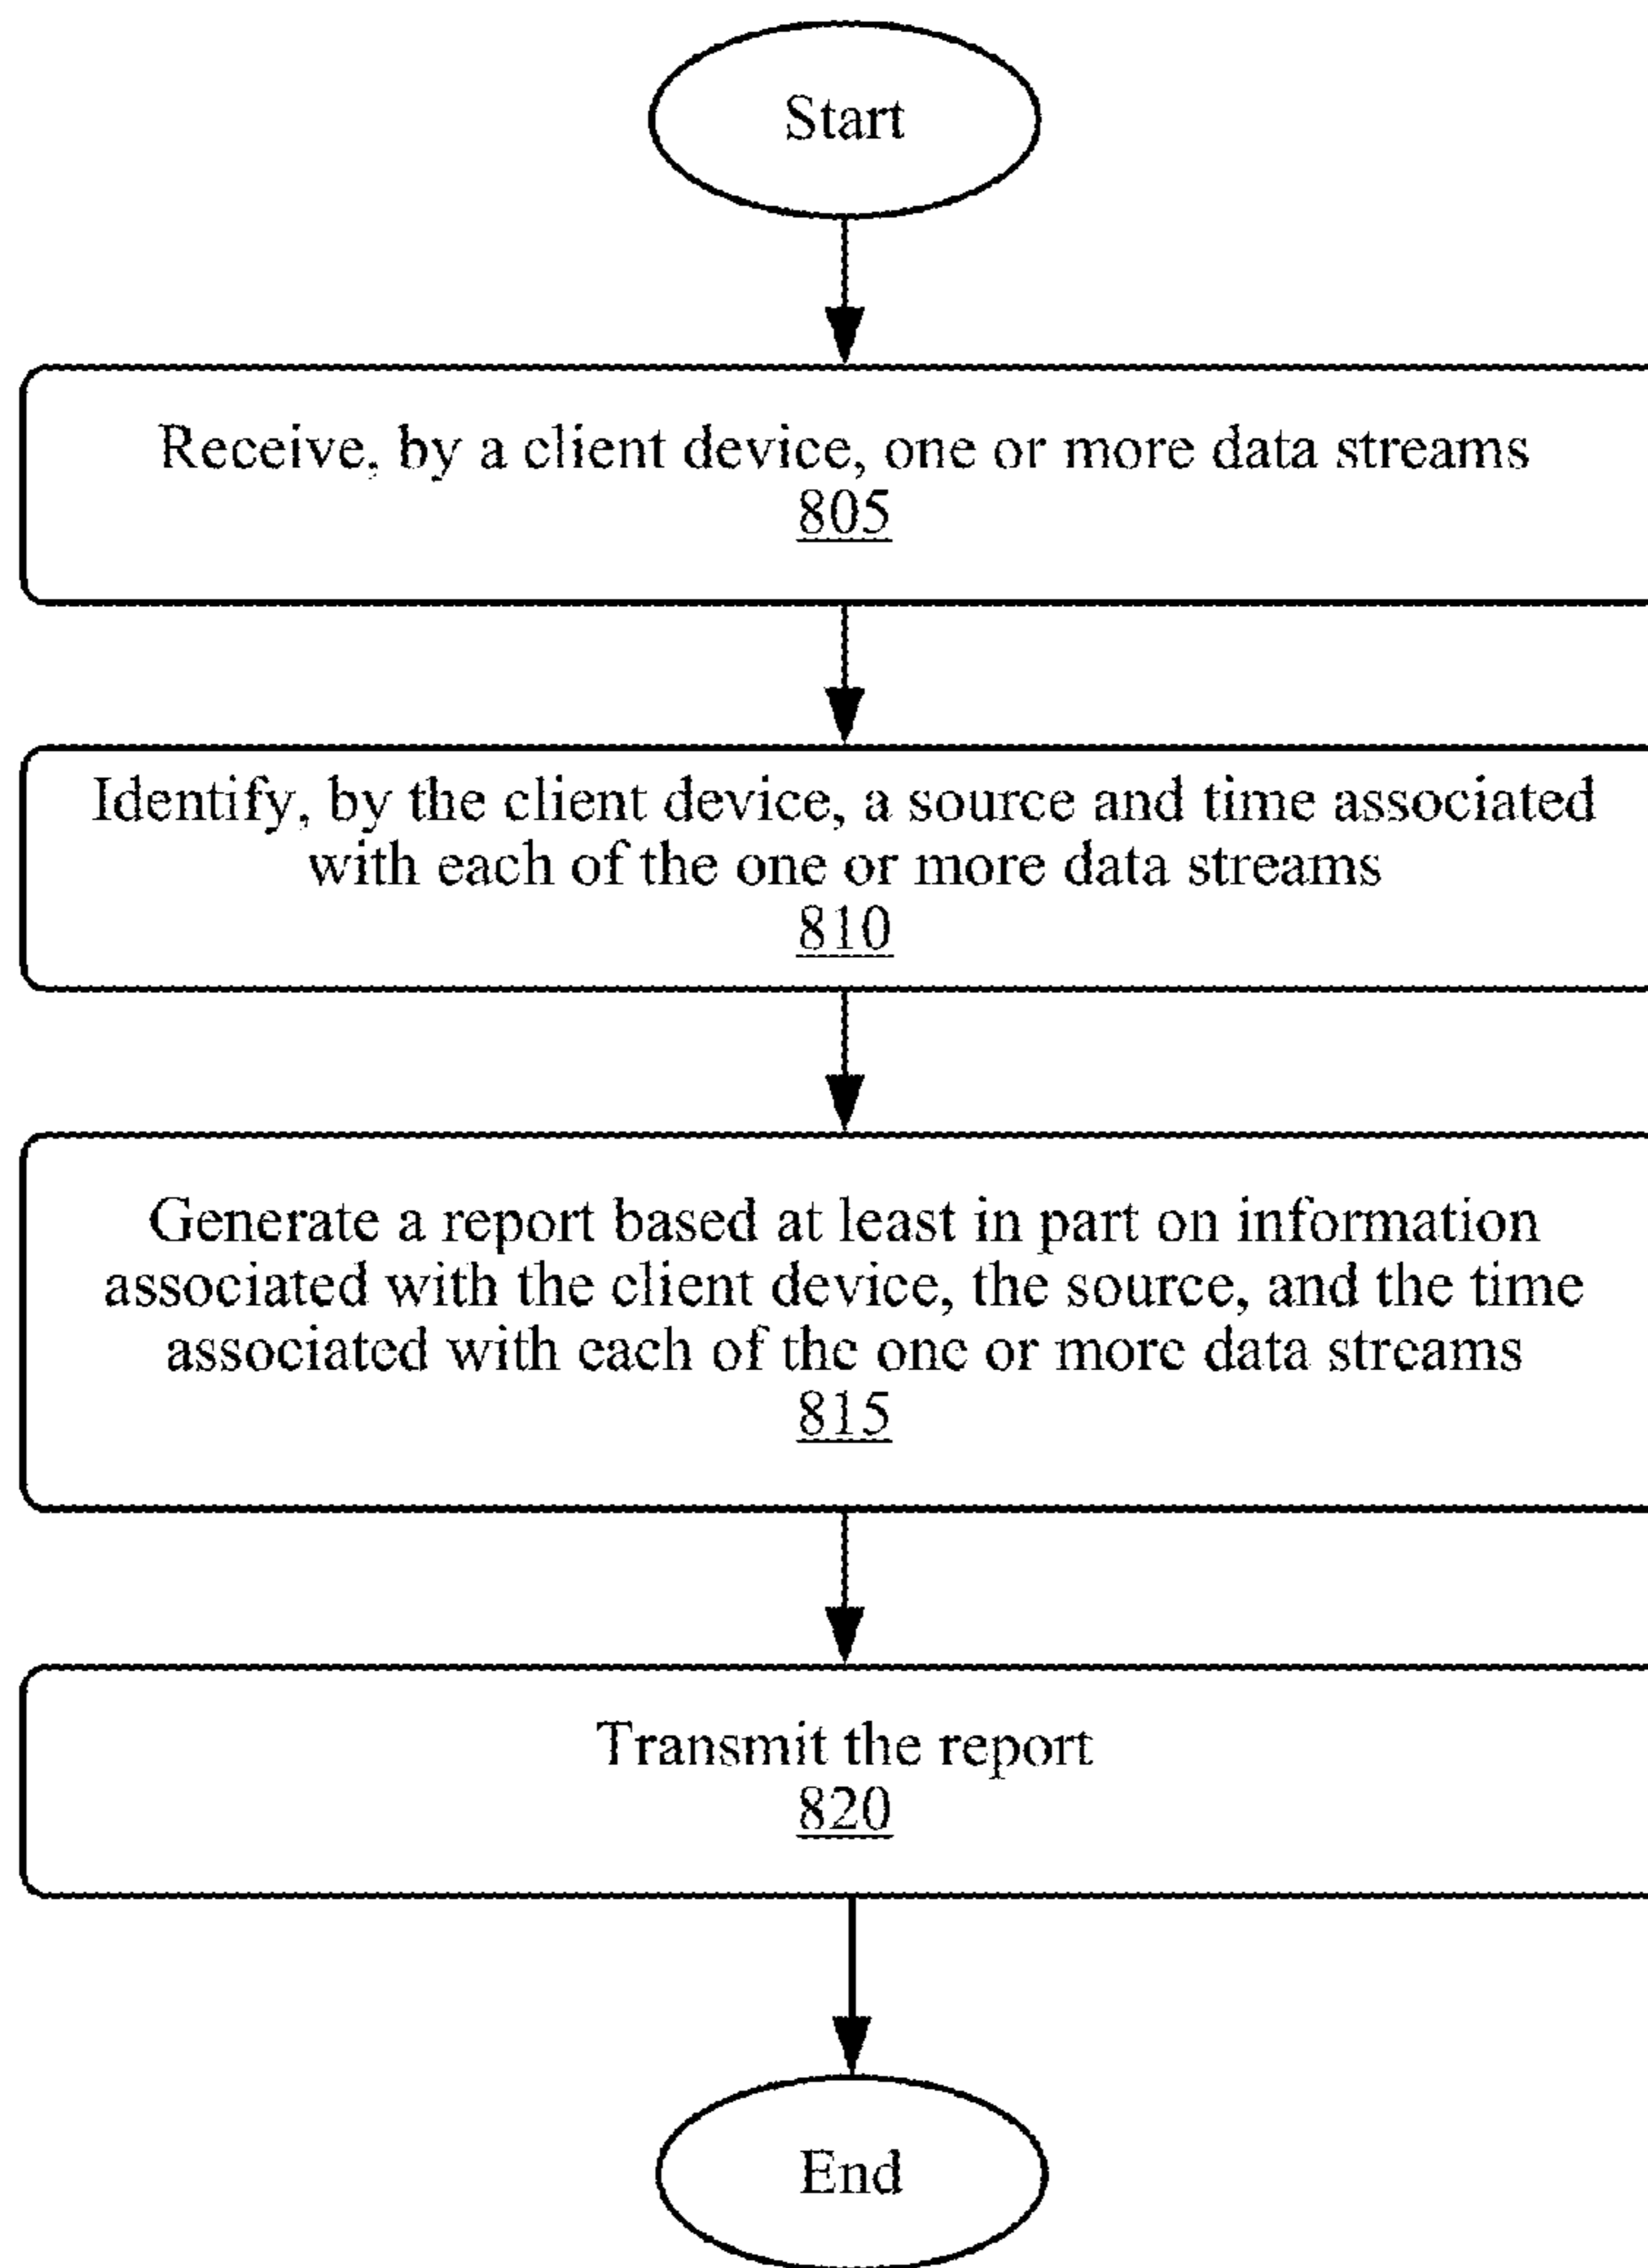 Start
Receive, by a client device, one or more data streams
805
Identify, by the client device, a source and time associated
with each of the one or more data streams
810
Generate a report based at least in part on information
associated with the client device, the source, and the time
associated with each of the one or more data streams
815
Transmit the report
820
End